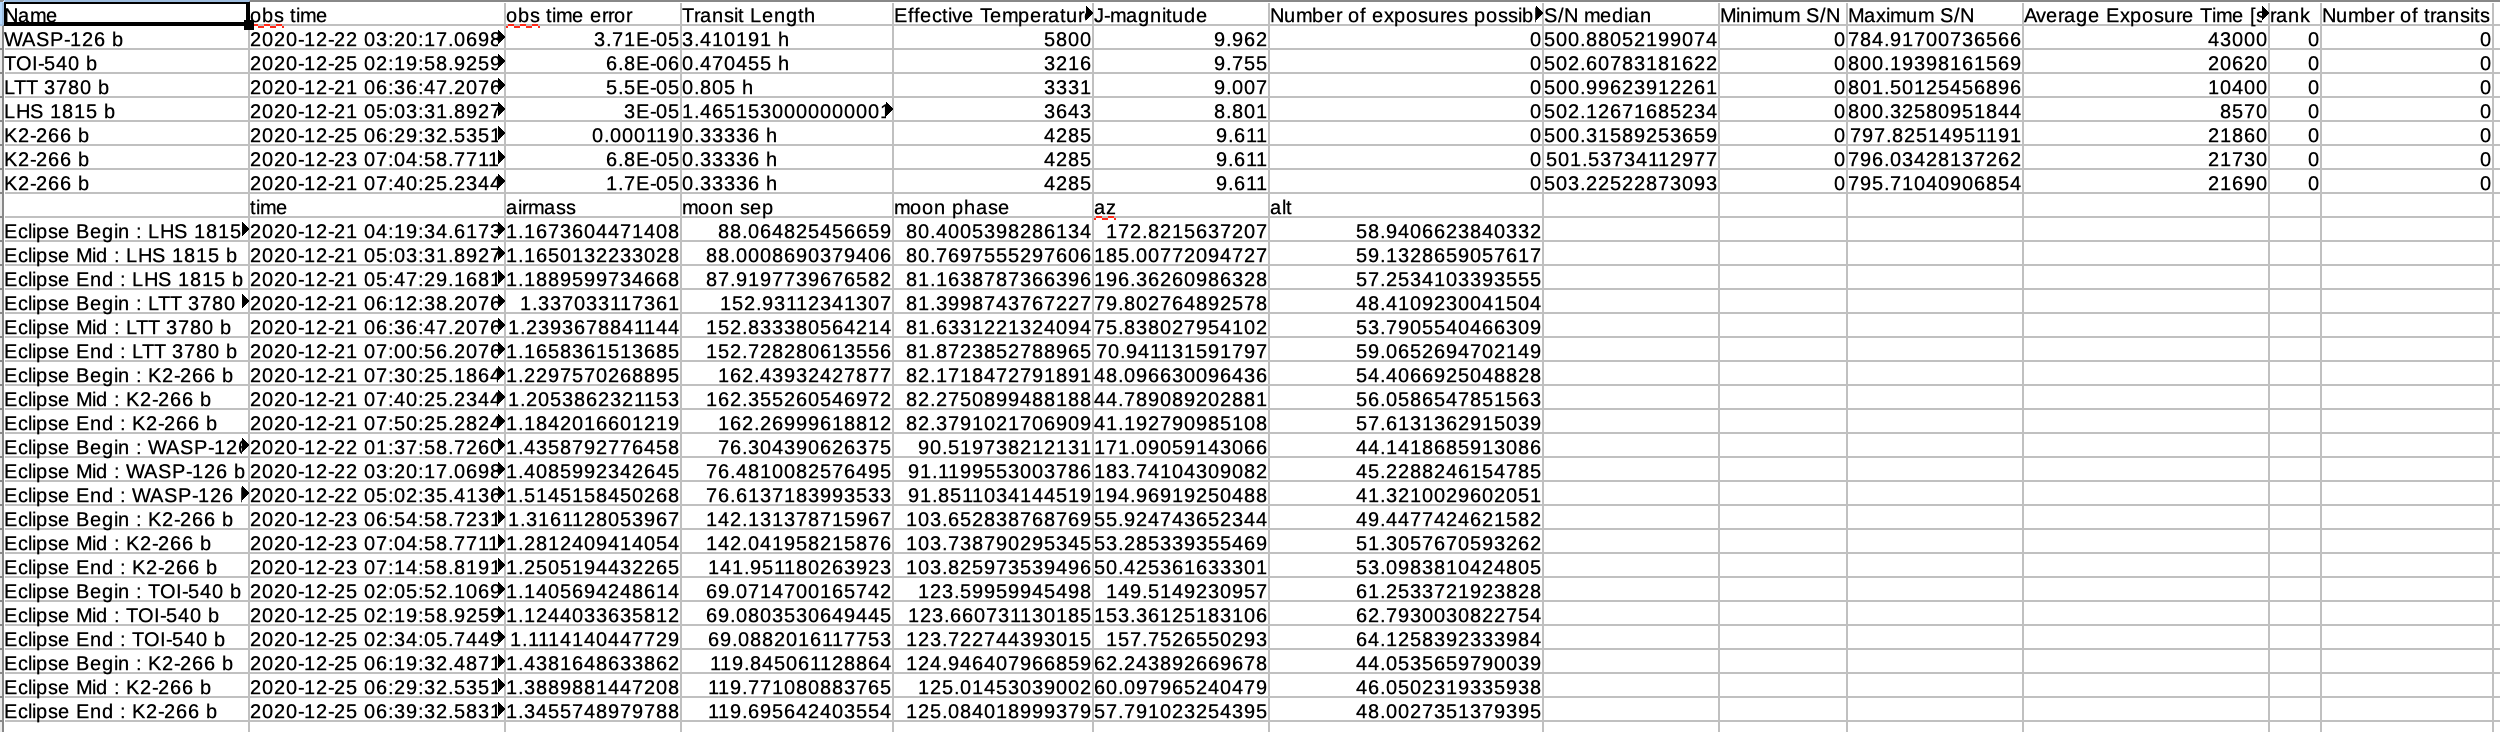 Name obs time obs time error Transit Length Effective Temperatur J-magnitude Number of exposures possib S/N median Minimum S/N Maximum S/N Average Exposure Time [s rank Number of transits
WASP-126 b 2020-12-22 03:20:17.0698 3.71E-05 3.410191 h 5800 9.962 0 500.88052199074 0 784.91700736566 43000 0 0
TOI-540 b 2020-12-25 02:19:58.9259 6.8E-06 0.470455 h 3216 9.755 0 502.60783181622 0 800.19398161569 20620 0 0
LTT 3780 b 2020-12-21 06:36:47.2076 5.5E-05 0.805 h 3331 9.007 0 500.99623912261 0 801.50125456896 10400 0 0
LHS 1815 b 2020-12-21 05:03:31.8927 3E-05 1.4651530000000001 3643 8.801 0 502.12671685234 0 800.32580951844 8570 0 0
K2-266 b 2020-12-25 06:29:32.5351 0.000119 0.33336 h 4285 9.611 0 500.31589253659 0 797.82514951191 21860 0 0
K2-266 b 2020-12-23 07:04:58.7711 6.8E-05 0.33336 h 4285 9.611 0 501.53734112977 0 796.03428137262 21730 0 0
K2-266 b 2020-12-21 07:40:25.2344 1.7E-05 0.33336 h 4285 9.611 0 503.22522873093 0 795.71040906854 21690 0 0
time airmass moon sep moon phase az alt
Eclipse Begin : LHS 1815 2020-12-21 04:19:34.6173 1.1673604471408 88.064825456659 80.4005398286134 172.8215637207 58.9406623840332
Eclipse Mid : LHS 1815 b 2020-12-21 05:03:31.8927 1.1650132233028 88.0008690379406 80.7697555297606 185.00772094727 59.1328659057617
Eclipse End : LHS 1815 b 2020-12-21 05:47:29.1681 1.1889599734668 87.9197739676582 81.1638787366396 196.36260986328 57.2534103393555
Eclipse Begin : LTT 3780 2020-12-21 06:12:38.2076 1.337033117361 152.93112341307 81.3998743767227 79.802764892578 48.4109230041504
Eclipse Mid : LTT 3780 b 2020-12-21 06:36:47.2076 1.2393678841144 152.833380564214 81.6331221324094 75.838027954102 53.7905540466309
Eclipse End : LTT 3780 b 2020-12-21 07:00:56.2076 1.1658361513685 152.728280613556 81.8723852788965 70.941131591797 59.0652694702149
Eclipse Begin : K2-266 b 2020-12-21 07:30:25.1864 1.2297570268895 162.43932427877 82.1718472791891 48.096630096436 54.4066925048828
Eclipse Mid : K2-266 b 2020-12-21 07:40:25.2344 1.2053862321153 162.355260546972 82.2750899488188 44.789089202881 56.0586547851563
Eclipse End : K2-266 b 2020-12-21 07:50:25.2824 1.1842016601219 162.26999618812 82.3791021706909 41.192790985108 57.6131362915039
Eclipse Begin : WASP-126 2020-12-22 01:37:58.7260 1.4358792776458 76.304390626375 90.519738212131 171.09059143066 44.1418685913086
Eclipse Mid : WASP-126 b 2020-12-22 03:20:17.0698 1.4085992342645 76.4810082576495 91.1199553003786 183.74104309082 45.2288246154785
Eclipse End : WASP-126 2020-12-22 05:02:35.4136 1.5145158450268 76.6137183993533 91.8511034144519 194.96919250488 41.3210029602051
Eclipse Begin : K2-266 b 2020-12-23 06:54:58.7231 1.3161128053967 142.131378715967 103.652838768769 55.924743652344 49.4477424621582
Eclipse Mid : K2-266 b 2020-12-23 07:04:58.7711 1.2812409414054 142.041958215876 103.738790295345 53.285339355469 51.3057670593262
Eclipse End : K2-266 b 2020-12-23 07:14:58.8191 1.2505194432265 141.951180263923 103.825973539496 50.425361633301 53.0983810424805
Eclipse Begin : TOI-540 b 2020-12-25 02:05:52.1069 1.1405694248614 69.0714700165742 123.59959945498 149.5149230957 61.2533721923828
Eclipse Mid : TOI-540 b 2020-12-25 02:19:58.9259 1.1244033635812 69.0803530649445 123.660731130185 153.36125183106 62.7930030822754
Eclipse End : TOI-540 b 2020-12-25 02:34:05.7449 1.1114140447729 69.0882016117753 123.722744393015 157.7526550293 64.1258392333984
Eclipse Begin : K2-266 b 2020-12-25 06:19:32.4871 1.4381648633862 119.845061128864 124.946407966859 62.243892669678 44.0535659790039
Eclipse Mid : K2-266 b 2020-12-25 06:29:32.5351 1.3889881447208 119.771080883765 125.01453039002 60.097965240479 46.0502319335938
Eclipse End : K2-266 b 2020-12-25 06:39:32.5831 1.3455748979788 119.695642403554 125.084018999379 57.791023254395 48.0027351379395